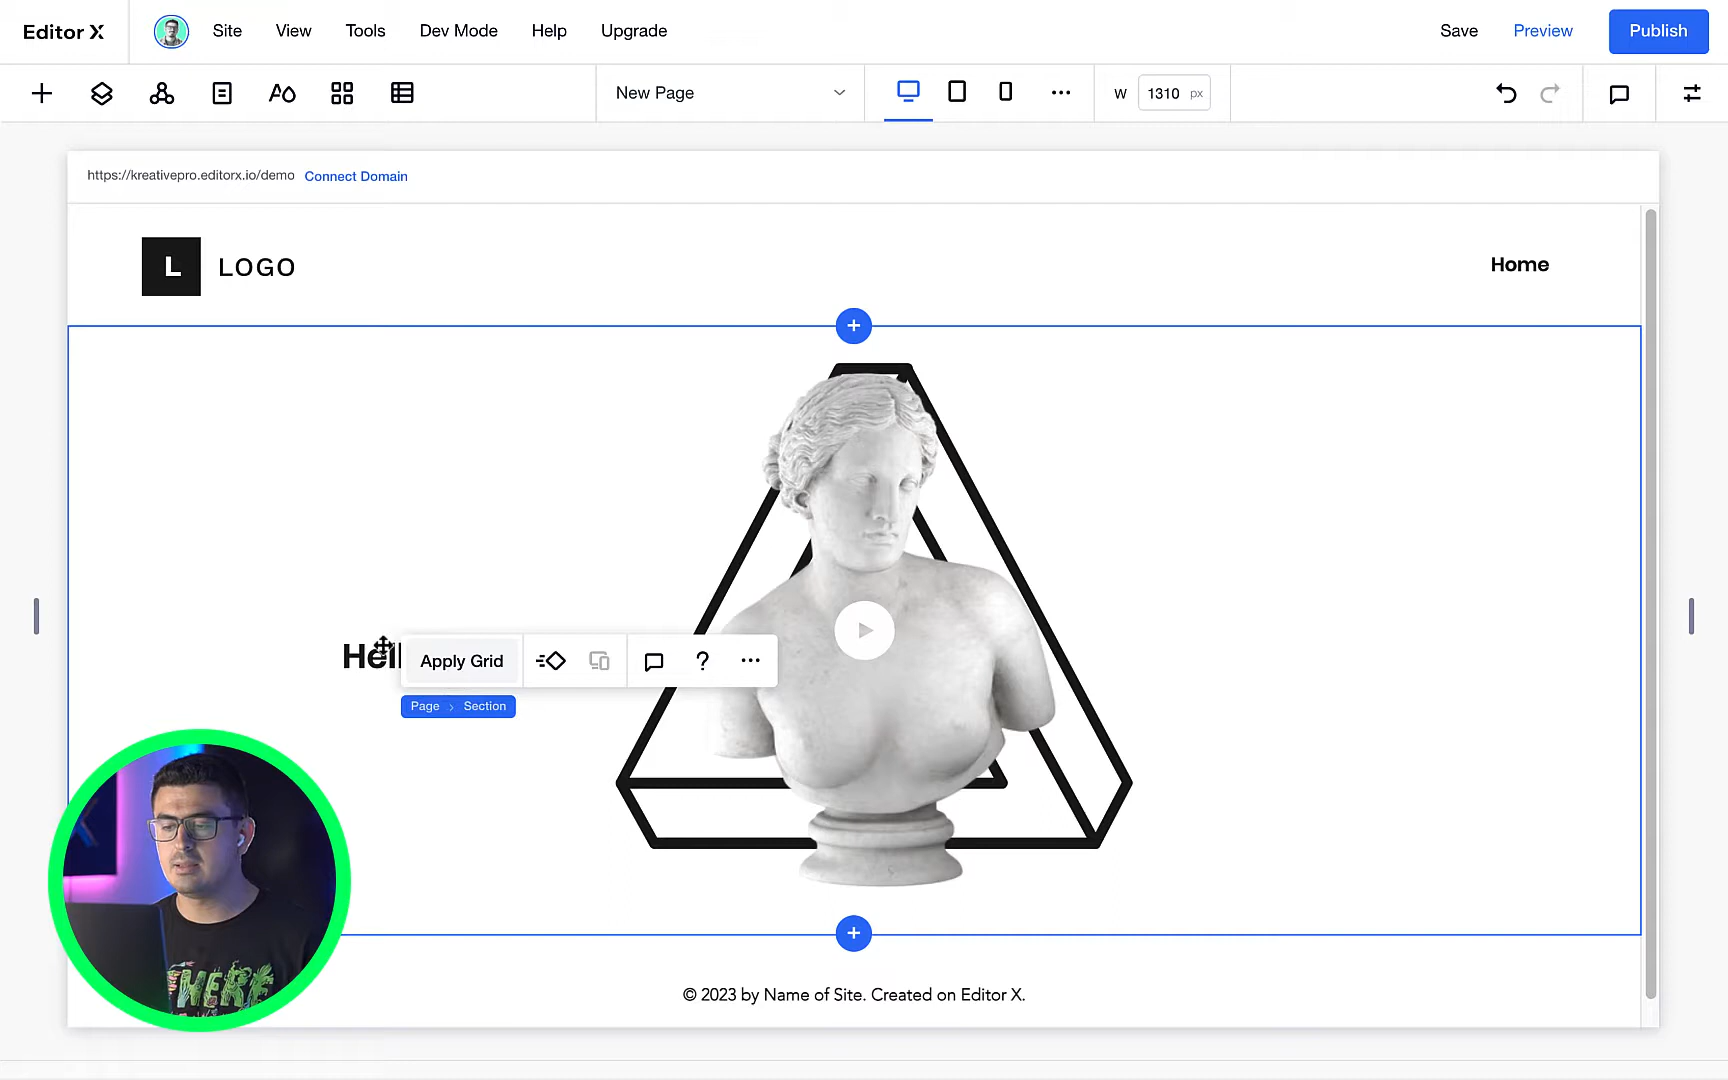 Editor X
Site
View
Tools
Dev Mode
Help
Upgrade
Save
Preview
Publish
New Page
W
1310 px
https://kreativepro.editorx.io/demo
Connect Domain
L
LOGO
Home
Apply Grid
?
Page > Section
THERE
© 2023 by Name of Site. Created on Editor X.